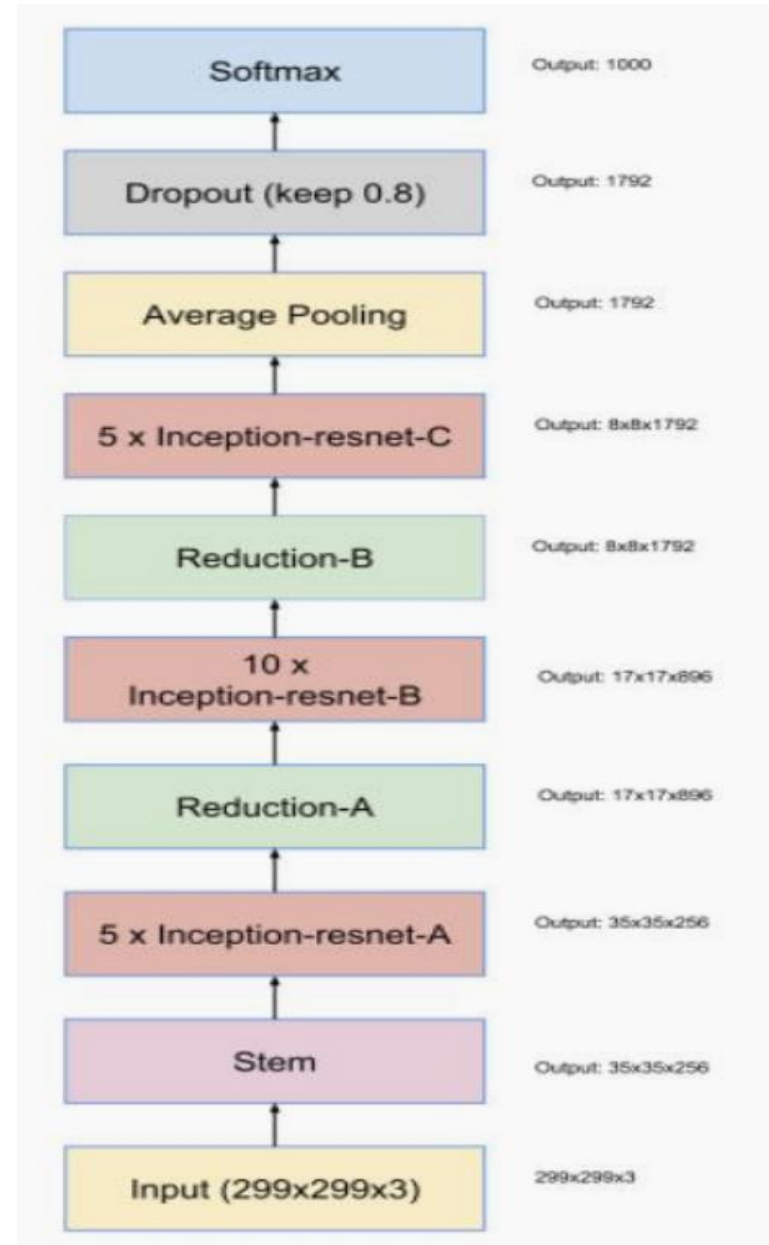 Softmax
Output: 1000
Dropout (keep 0.8)
Output: 1792
Average Pooling
Output: 1792
5 x Inception-resnet-C
Output: 8x8x1792
Reduction-B
Output: 8x8x1792
10 x
Inception-resnet-B
Output: 17x17x896
Reduction-A
Output: 17x17x896
5 x Inception-resnet-A
Output: 35x35x256
Stem
Output: 35x35x256
Input (299x299x3)
299x299x3